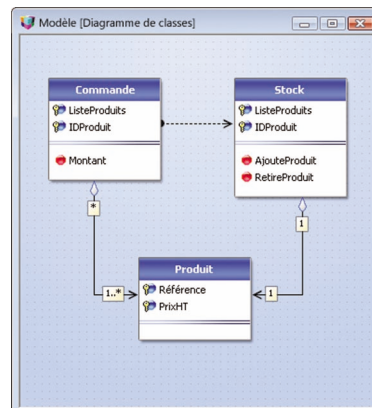 Modèle [Diagramme de classes]
Commande
ListeProduits
IDProduit
Montant
Stock
ListeProduits
IDProduit
AjouteProduit
RetireProduit
*
1
1..*
1
Produit
Référence
PrixHT